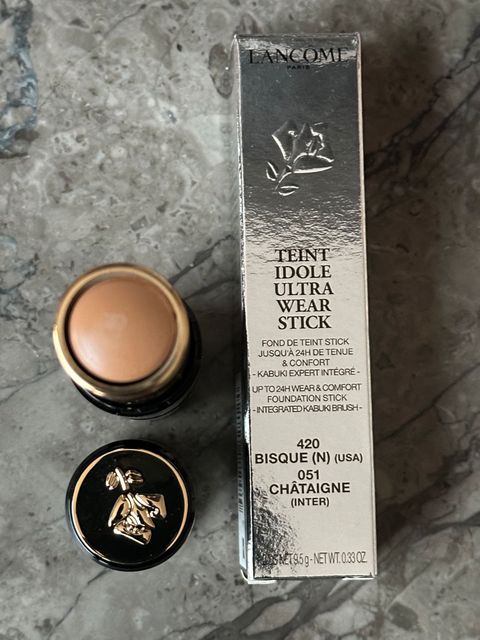 LANCÔME
PARIS
TEINT
IDOLE
ULTRA
WEAR
STICK
FOND DE TEINT STICK
JUSQU'À 24H DE TENUE
& CONFORT
- KABUKI EXPERT INTÉGRÉ -
UP TO 24H WEAR & COMFORT
FOUNDATION STICK
- INTEGRATED KABUKI BRUSH -
420
BISQUE (N) (USA)
051
CHÂTAIGNE
(INTER)
NET 9.5 g - NET WT. 0.33 OZ.